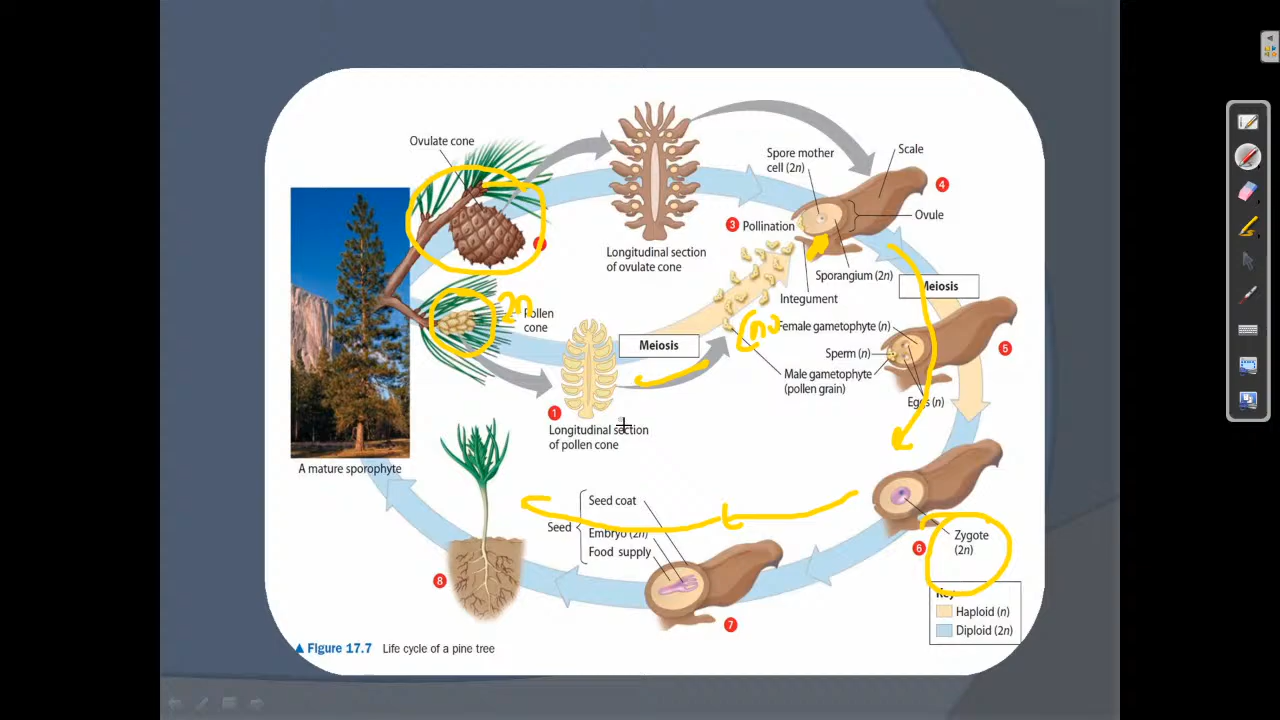 Ovulate cone
Spore mother
cell (2n)
Scale
4
3 Pollination
Ovule
Longitudinal section
of ovulate cone
Sporangium (2n)
Integument
Meiosis
2n
Pollen
cone
(n)
Female gametophyte (n)
Meiosis
Sperm (n)
5
Male gametophyte
(pollen grain)
Eggs (n)
1
Longitudinal section
of pollen cone
A mature sporophyte
Seed
Seed coat
Embryo (2n)
Food supply
Zygote
(2n)
6
8
7
Key
Haploid (n)
Diploid (2n)
▲ Figure 17.7 Life cycle of a pine tree